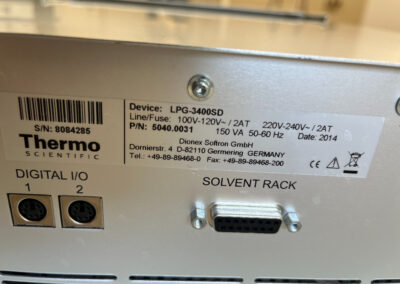 S/N: 8084285
Thermo
SCIENTIFIC
Device: LPG-3400SD
Line/Fuse: 100V-120V~ / 2AT 220V-240V~ / 2AT
P/N: 5040.0031 150 VA 50-60 Hz Date: 2014
Dionex Softron GmbH
Dornierstr. 4 D-82110 Germering GERMANY
Tel.: +49-89-89468-0 Fax: +49-89-89468-200
CE
DIGITAL I/O
1 2
SOLVENT RACK